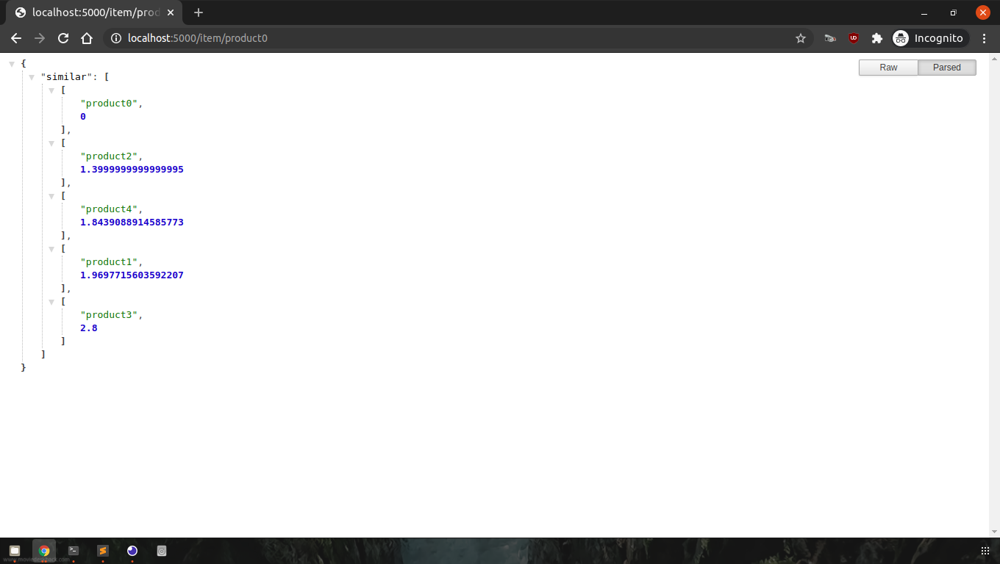 localhost:5000/item/prod
localhost:5000/item/product0
Incognito
Raw
Parsed
{
"similar": [
[
"product0",
0
],
[
"product2",
1.3999999999999995
],
[
"product4",
1.8439088914585773
],
[
"product1",
1.9697715603592207
],
[
"product3",
2.8
]
]
}